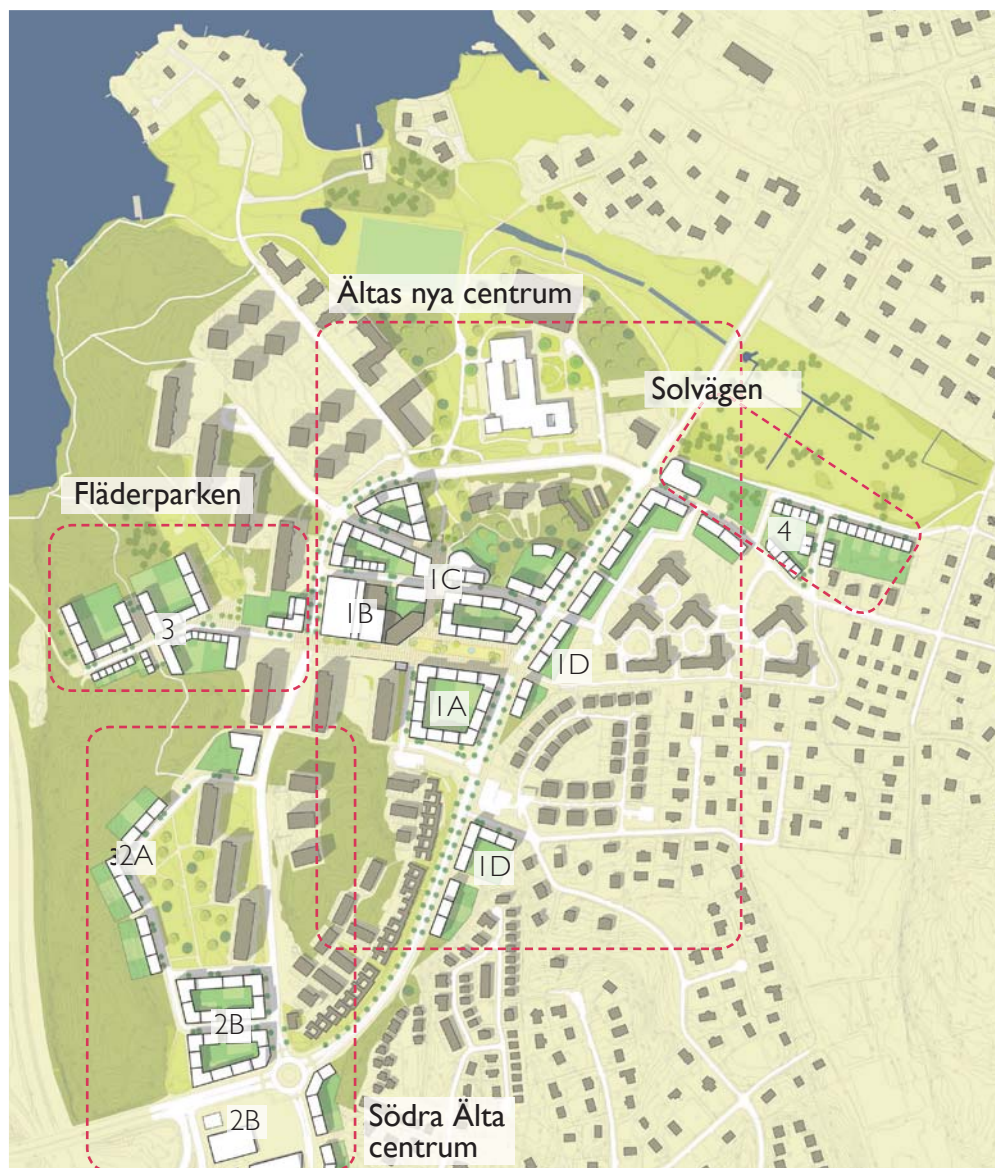 Ältas nya centrum
Solvägen
Fläderparken
4
1C
1B
3
1D
1A
2A
1D
2B
2B
Södra Älta
centrum